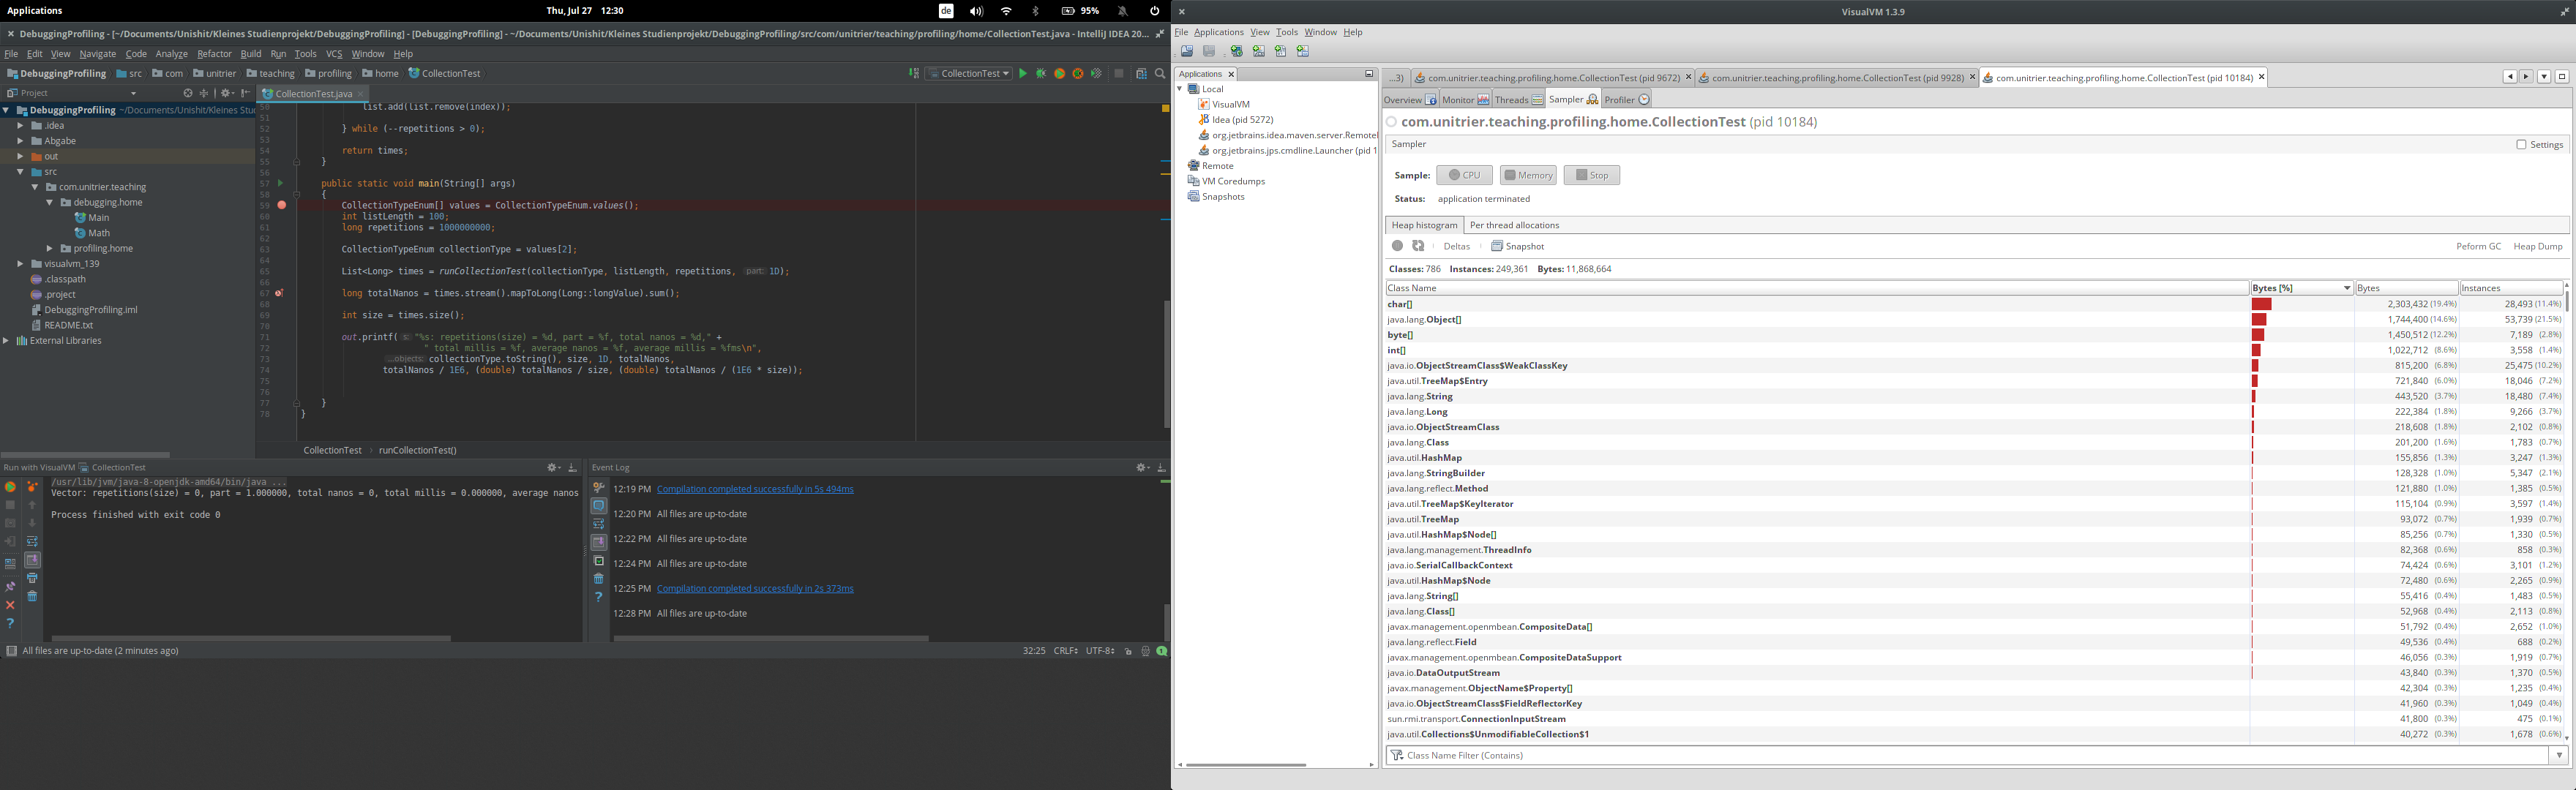 Applications
Thu, Jul 27 12:30
de
95%
DebuggingProfiling - [~/Documents/Unishit/Kleines Studienprojekt/DebuggingProfiling] - [DebuggingProfiling] - ~/Documents/Unishit/Kleines Studienprojekt/DebuggingProfiling/src/com/unitrier/teaching/profiling/home/CollectionTest.java - IntelliJ IDEA 20...
File Edit View Navigate Code Analyze Refactor Build Run Tools VCS Window Help
DebuggingProfiling src com unitrier teaching profiling home CollectionTest
CollectionTest
Project
CollectionTest.java
DebuggingProfiling ~/Documents/Unishit/Kleines Stud
.idea
Abgabe
out
src
com.unitrier.teaching
debugging.home
Main
Math
profiling.home
visualvm_139
.classpath
.project
DebuggingProfiling.iml
README.txt
External Libraries
50 list.add(list.remove(index));
51
52 } while (--repetitions > 0);
53
54 return times;
55 }
56
57 public static void main(String[] args)
58 {
59 CollectionTypeEnum[] values = CollectionTypeEnum.values();
60 int listLength = 100;
61 long repetitions = 1000000000;
62
63 CollectionTypeEnum collectionType = values[2];
64
65 List<Long> times = runCollectionTest(collectionType, listLength, repetitions, part: 1D);
66
67 long totalNanos = times.stream().mapToLong(Long::longValue).sum();
68
69 int size = times.size();
70
71 out.printf( s: "%s: repetitions(size) = %d, part = %f, total nanos = %d," +
72 " total millis = %f, average nanos = %f, average millis = %fms\n",
73 ...objects: collectionType.toString(), size, 1D, totalNanos,
74 totalNanos / 1E6, (double) totalNanos / size, (double) totalNanos / (1E6 * size));
75
76
77 }
78 }
CollectionTest › runCollectionTest()
Run with VisualVM CollectionTest
/usr/lib/jvm/java-8-openjdk-amd64/bin/java ...
Vector: repetitions(size) = 0, part = 1.000000, total nanos = 0, total millis = 0.000000, average nanos
Process finished with exit code 0
Event Log
12:19 PM Compilation completed successfully in 5s 494ms
12:20 PM All files are up-to-date
12:22 PM All files are up-to-date
12:24 PM All files are up-to-date
12:25 PM Compilation completed successfully in 2s 373ms
12:28 PM All files are up-to-date
All files are up-to-date (2 minutes ago)
32:25 CRLF UTF-8
VisualVM 1.3.9
File Applications View Tools Window Help
Applications
Local
VisualVM
Idea (pid 5272)
org.jetbrains.idea.maven.server.Remotel
org.jetbrains.jps.cmdline.Launcher (pid 1
Remote
VM Coredumps
Snapshots
...3) com.unitrier.teaching.profiling.home.CollectionTest (pid 9672) com.unitrier.teaching.profiling.home.CollectionTest (pid 9928) com.unitrier.teaching.profiling.home.CollectionTest (pid 10184)
Overview Monitor Threads Sampler Profiler
com.unitrier.teaching.profiling.home.CollectionTest (pid 10184)
Sampler
Settings
Sample: CPU Memory Stop
Status: application terminated
Heap histogram Per thread allocations
Deltas Snapshot
Peform GC Heap Dump
Classes: 786 Instances: 249,361 Bytes: 11,868,664
Class Name Bytes [%] Bytes Instances
char[] 2,303,432 (19.4%) 28,493 (11.4%)
java.lang.Object[] 1,744,400 (14.6%) 53,739 (21.5%)
byte[] 1,450,512 (12.2%) 7,189 (2.8%)
int[] 1,022,712 (8.6%) 3,558 (1.4%)
java.io.ObjectStreamClass$WeakClassKey 815,200 (6.8%) 25,475 (10.2%)
java.util.TreeMap$Entry 721,840 (6.0%) 18,046 (7.2%)
java.lang.String 443,520 (3.7%) 18,480 (7.4%)
java.lang.Long 222,384 (1.8%) 9,266 (3.7%)
java.io.ObjectStreamClass 218,608 (1.8%) 2,102 (0.8%)
java.lang.Class 201,200 (1.6%) 1,783 (0.7%)
java.util.HashMap 155,856 (1.3%) 3,247 (1.3%)
java.lang.StringBuilder 128,328 (1.0%) 5,347 (2.1%)
java.lang.reflect.Method 121,880 (1.0%) 1,385 (0.5%)
java.util.TreeMap$KeyIterator 115,104 (0.9%) 3,597 (1.4%)
java.util.TreeMap 93,072 (0.7%) 1,939 (0.7%)
java.util.HashMap$Node[] 85,256 (0.7%) 1,330 (0.5%)
java.lang.management.ThreadInfo 82,368 (0.6%) 858 (0.3%)
java.io.SerialCallbackContext 74,424 (0.6%) 3,101 (1.2%)
java.util.HashMap$Node 72,480 (0.6%) 2,265 (0.9%)
java.lang.String[] 55,416 (0.4%) 1,483 (0.5%)
java.lang.Class[] 52,968 (0.4%) 2,113 (0.8%)
javax.management.openmbean.CompositeData[] 51,792 (0.4%) 2,652 (1.0%)
java.lang.reflect.Field 49,536 (0.4%) 688 (0.2%)
javax.management.openmbean.CompositeDataSupport 46,056 (0.3%) 1,919 (0.7%)
java.io.DataOutputStream 43,840 (0.3%) 1,370 (0.5%)
javax.management.ObjectName$Property[] 42,304 (0.3%) 1,235 (0.4%)
java.io.ObjectStreamClass$FieldReflectorKey 41,960 (0.3%) 1,049 (0.4%)
sun.rmi.transport.ConnectionInputStream 41,800 (0.3%) 475 (0.1%)
java.util.Collections$UnmodifiableCollection$1 40,272 (0.3%) 1,678 (0.6%)
Class Name Filter (Contains)